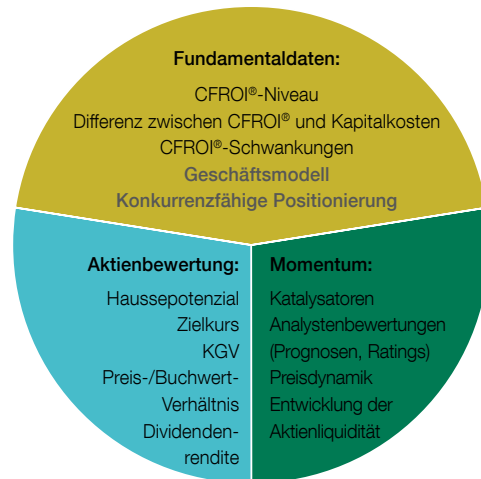 Fundamentaldaten:
CFROI®-Niveau
Differenz zwischen CFROI® und Kapitalkosten
CFROI®-Schwankungen
Geschäftsmodell
Konkurrenzfähige Positionierung
Aktienbewertung:
Haussepotenzial
Zielkurs
KGV
Preis-/Buchwert-
Verhältnis
Dividenden-
rendite
Momentum:
Katalysatoren
Analystenbewertungen
(Prognosen, Ratings)
Preisdynamik
Entwicklung der
Aktienliquidität